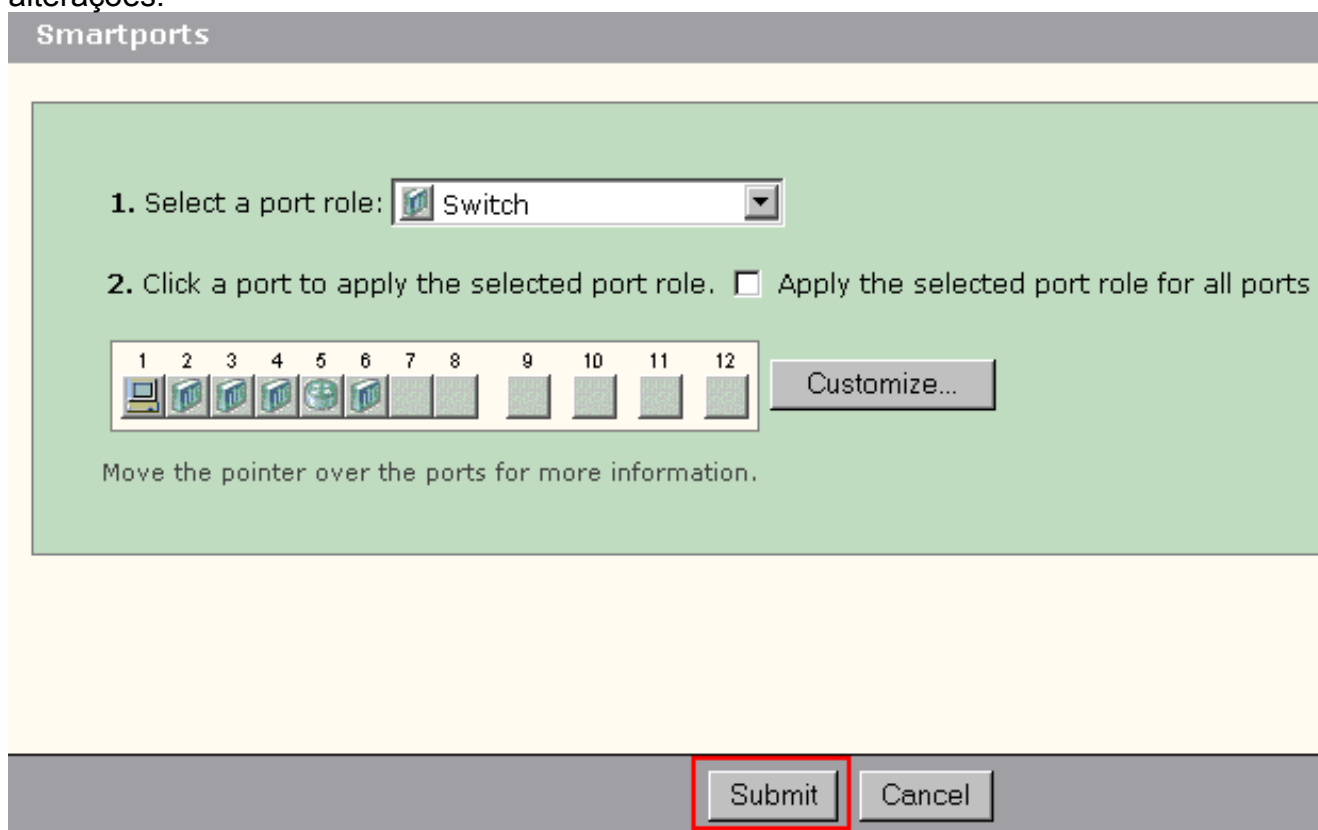 alterações.
Smartports
1. Select a port role: Switch
2. Click a port to apply the selected port role. Apply the selected port role for all ports
1 2 3 4 5 6 7 8 9 10 11 12
Customize...
Move the pointer over the ports for more information.
Submit Cancel